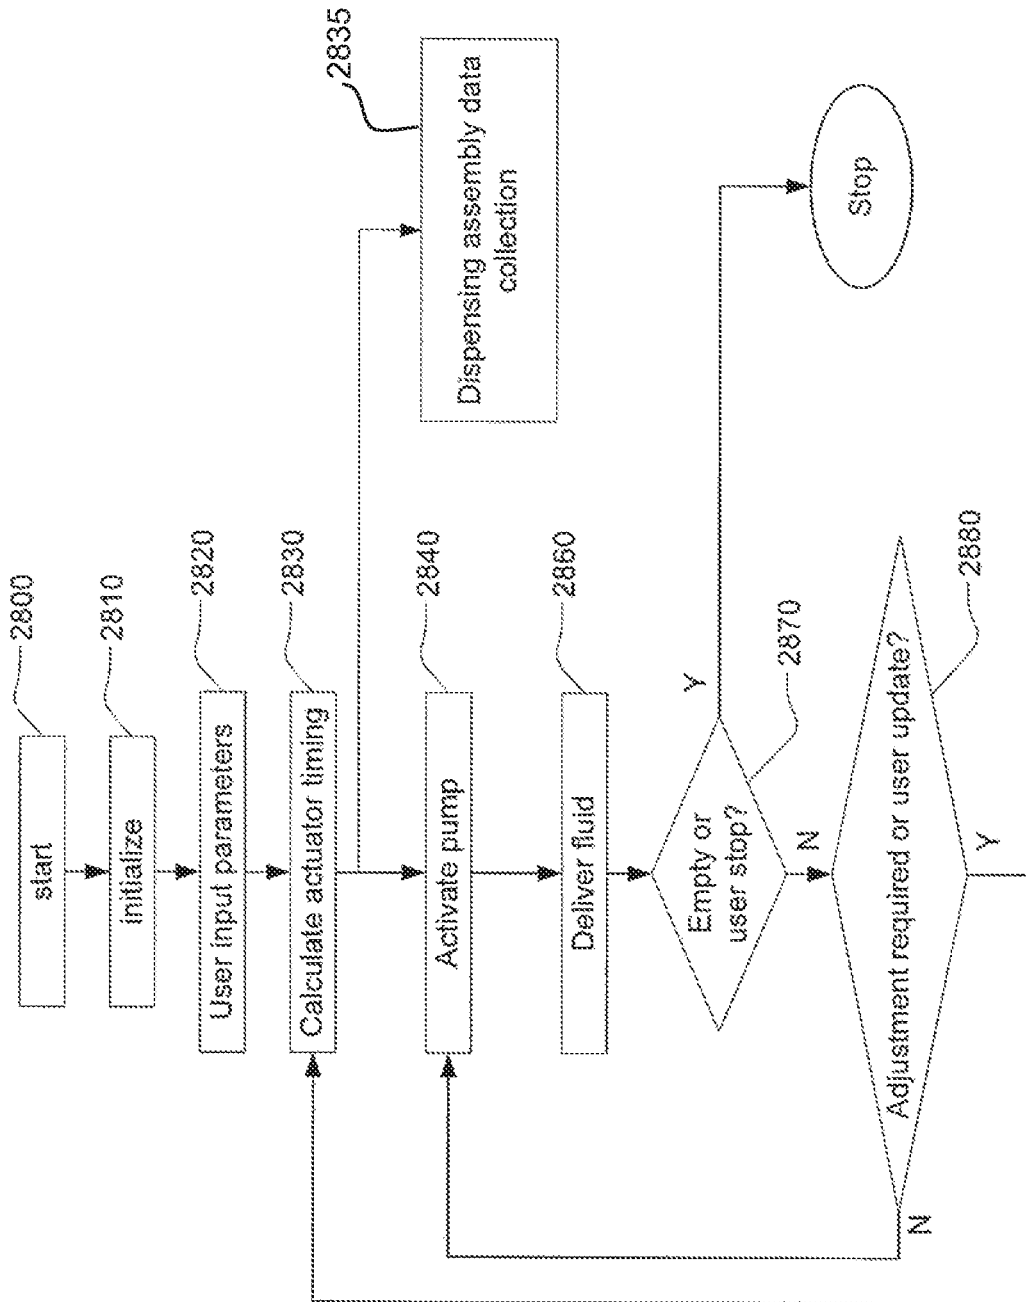 start
2800
initialize
2810
User input parameters
2820
Calculate actuator timing
2830
Dispensing assembly data
collection
2835
Activate pump
2840
Deliver fluid
2860
Empty or
user stop?
2870
Y
Stop
N
Adjustment required or user update?
2880
N
Y